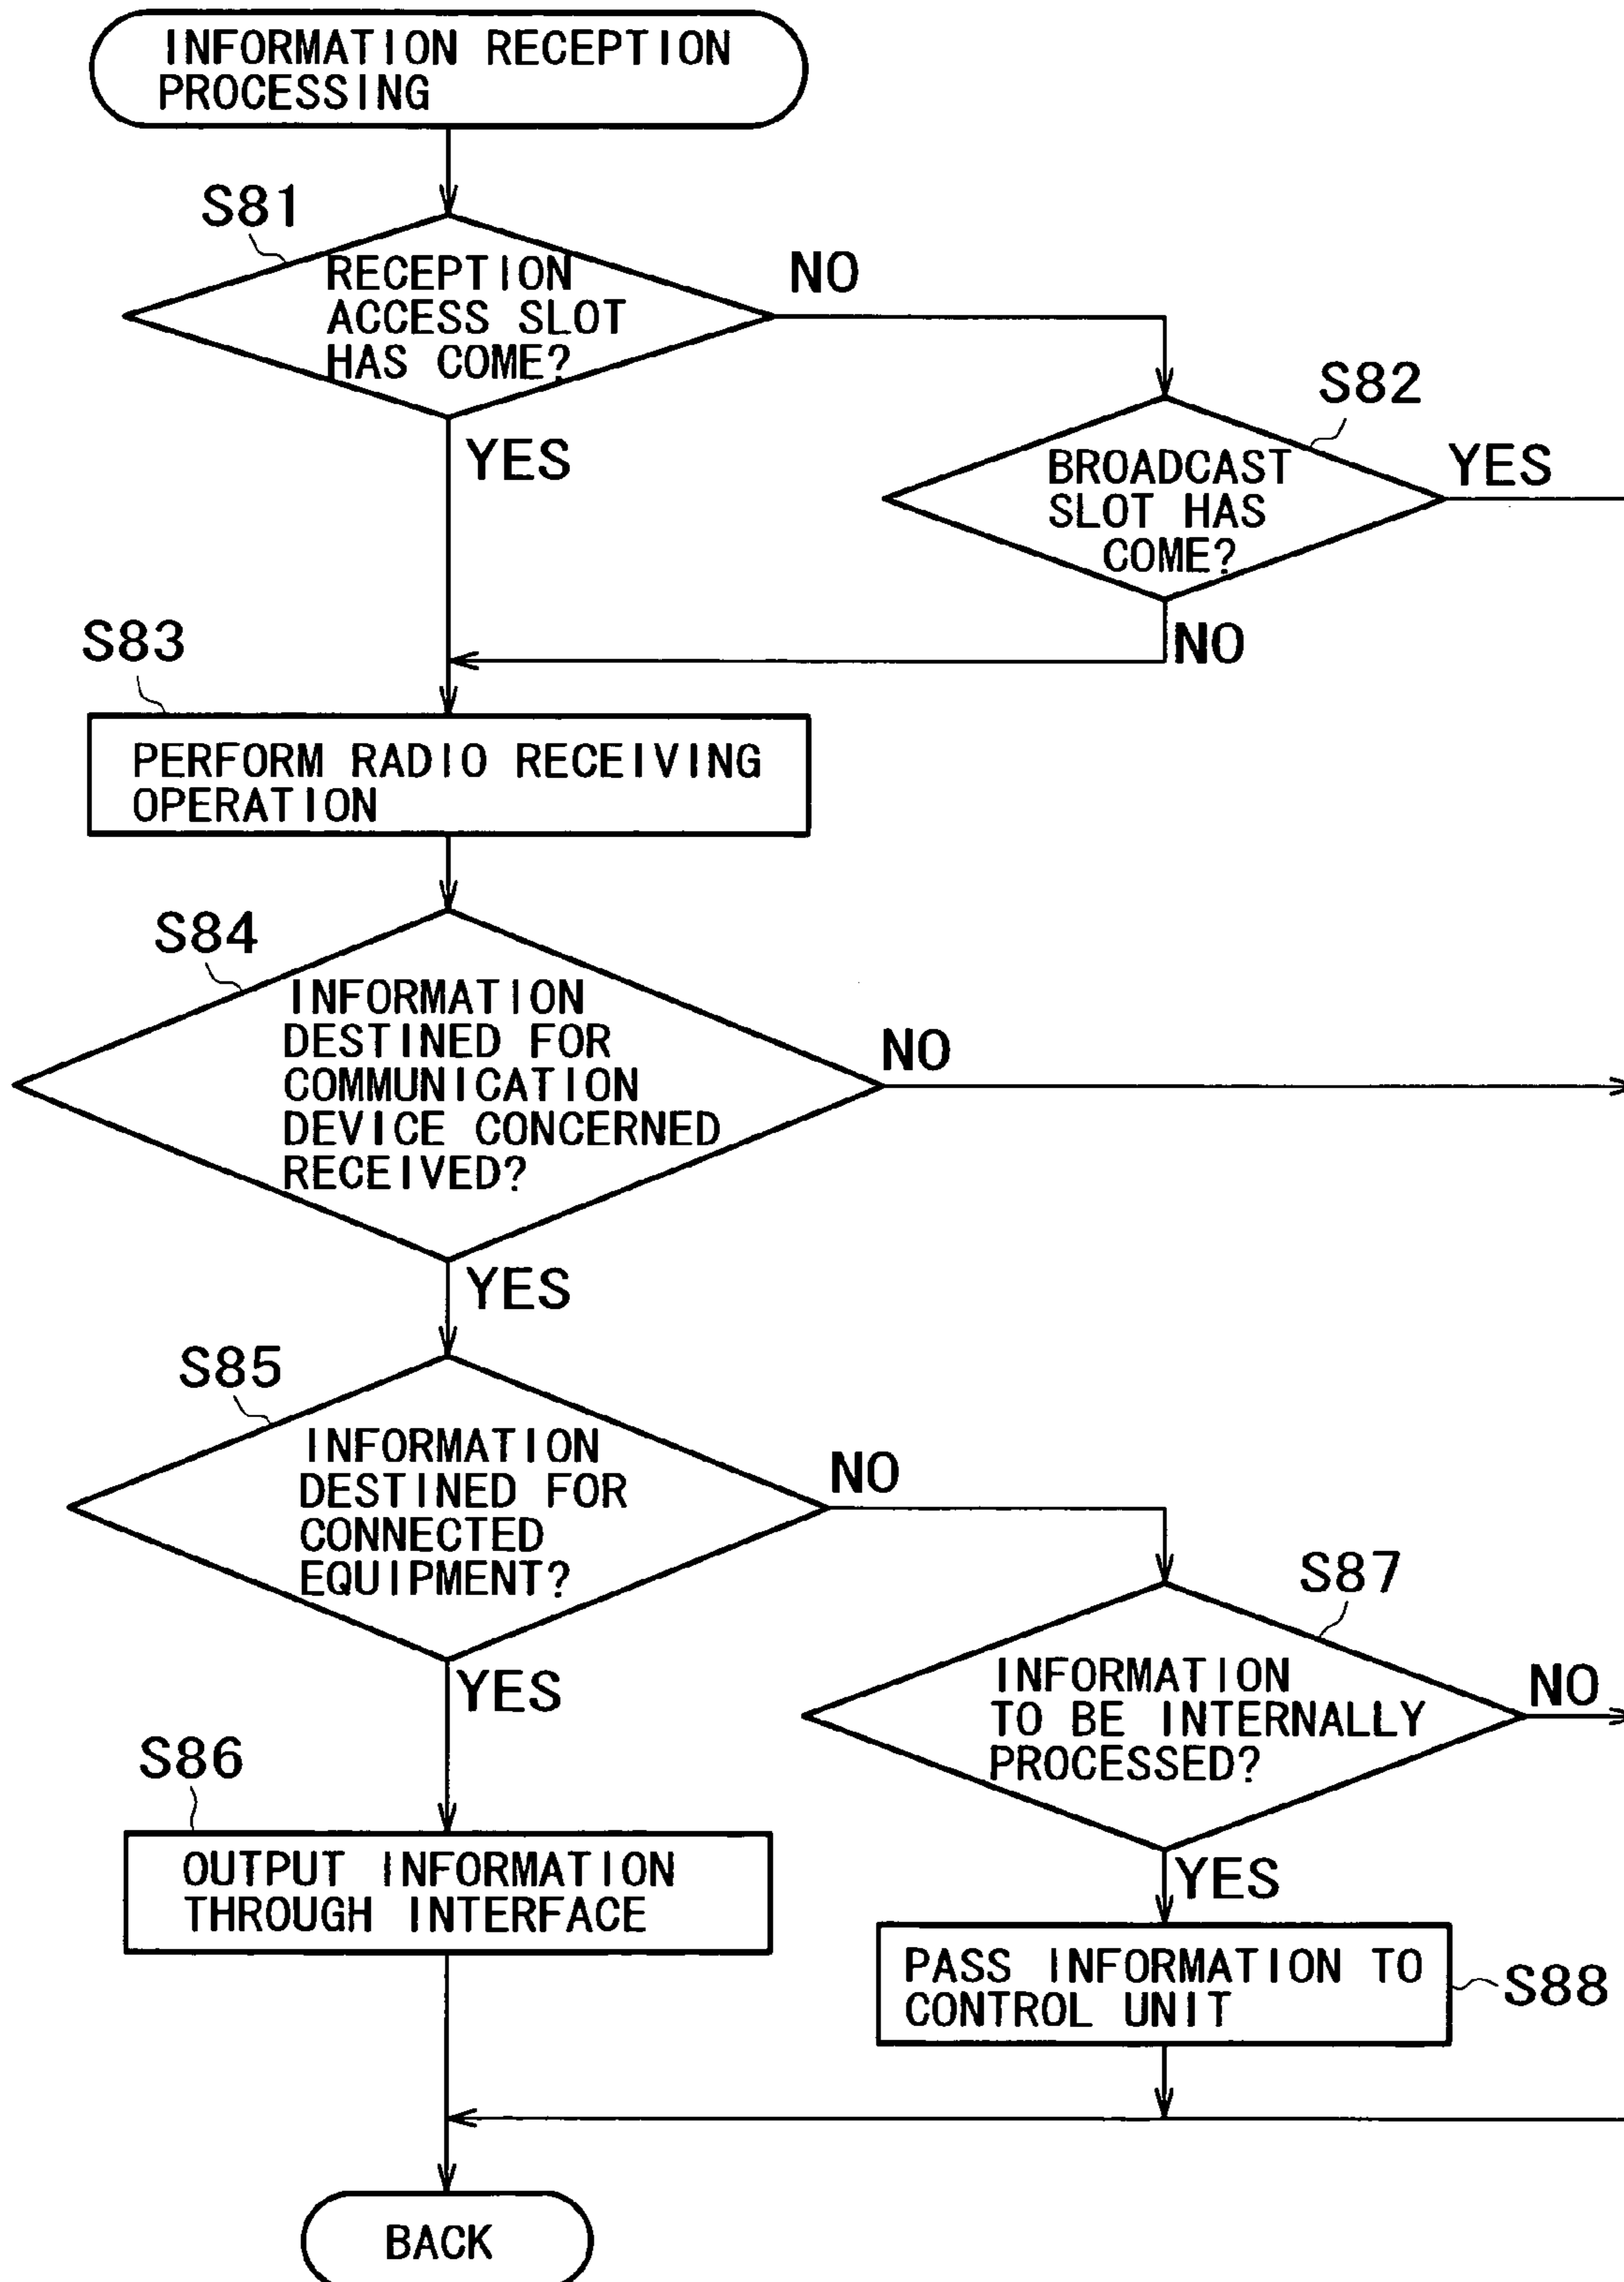 INFORMATION RECEPTION
PROCESSING
S81
RECEPTION
ACCESS SLOT
HAS COME?
NO
YES
S82
BROADCAST
SLOT HAS
COME?
YES
NO
S83
PERFORM RADIO RECEIVING
OPERATION
S84
INFORMATION
DESTINED FOR
COMMUNICATION
DEVICE CONCERNED
RECEIVED?
NO
YES
S85
INFORMATION
DESTINED FOR
CONNECTED
EQUIPMENT?
NO
YES
S87
INFORMATION
TO BE INTERNALLY
PROCESSED?
NO
YES
S86
OUTPUT INFORMATION
THROUGH INTERFACE
PASS INFORMATION TO
CONTROL UNIT
S88
BACK